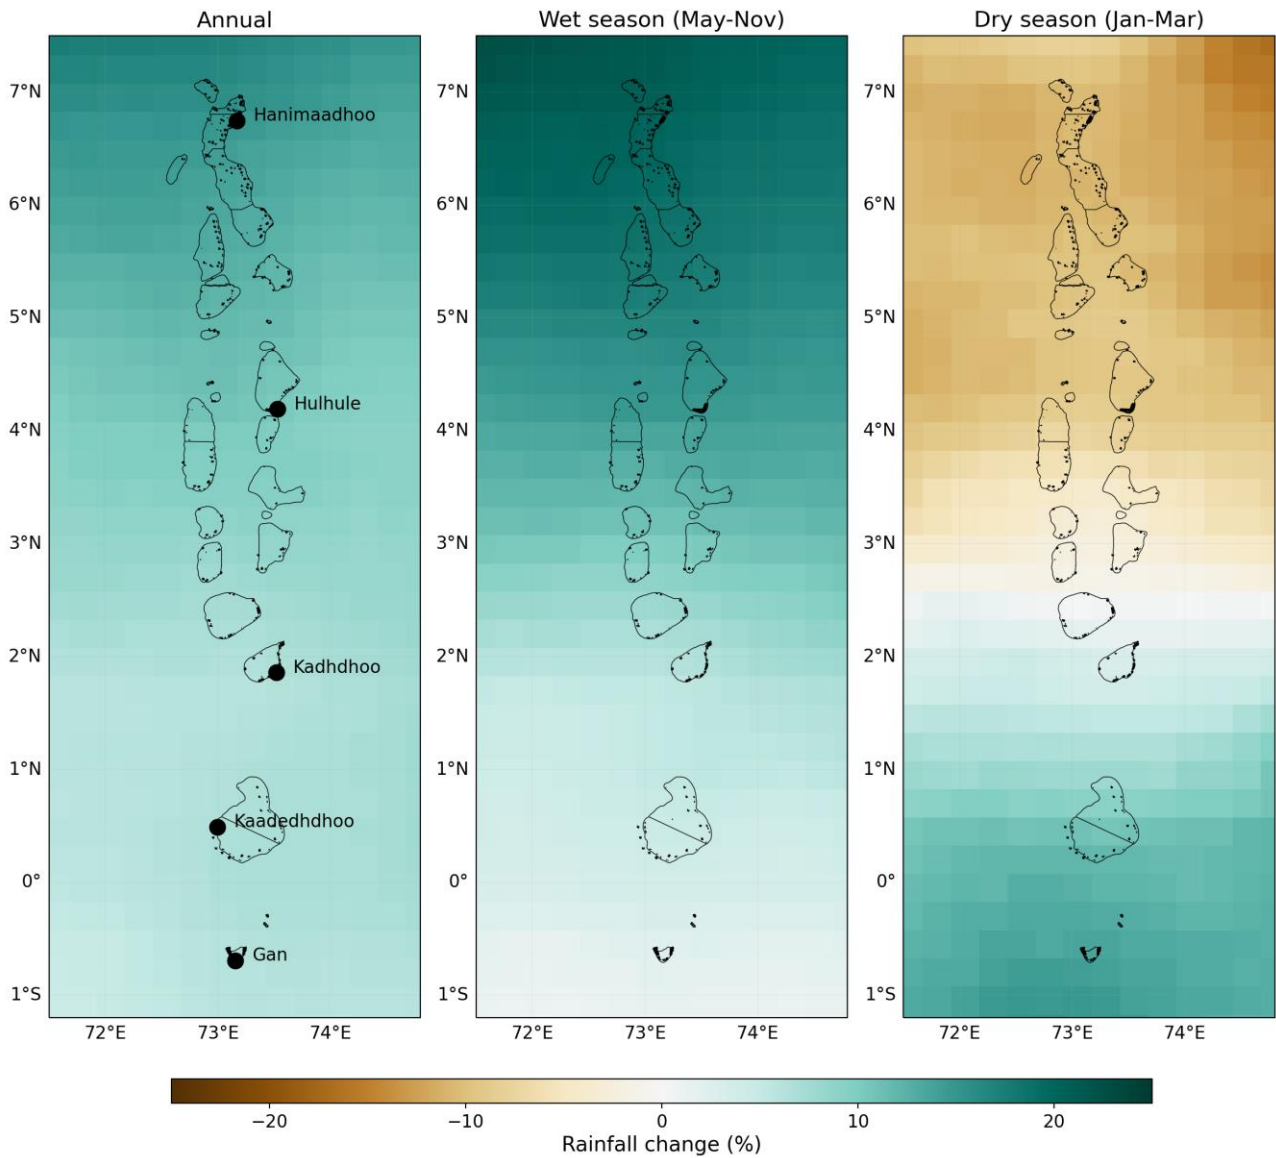 Annual
Wet season (May-Nov)
Dry season (Jan-Mar)
7°N
6°N
5°N
4°N
3°N
2°N
1°N
0°
1°S
Hanimaadhoo
Hulhule
Kadhdhoo
Kaadedhdhoo
Gan
72°E 73°E 74°E
7°N
6°N
5°N
4°N
3°N
2°N
1°N
0°
1°S
72°E 73°E 74°E
7°N
6°N
5°N
4°N
3°N
2°N
1°N
0°
1°S
72°E 73°E 74°E
−20 −10 0 10 20
Rainfall change (%)